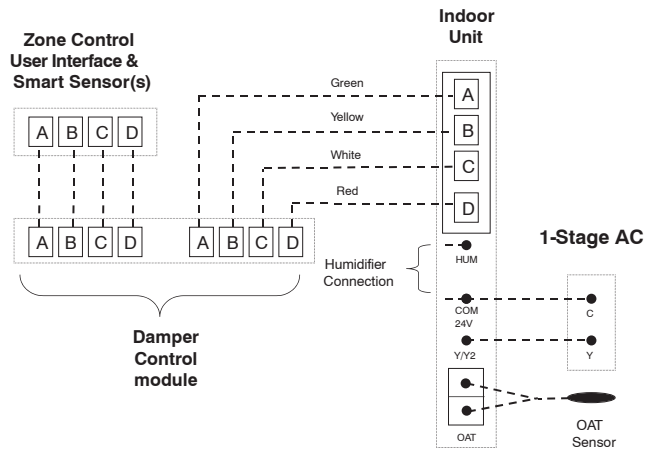 Indoor
Unit
Zone Control
User Interface &
Smart Sensor(s)
A B C D
Green
Yellow
White
Red
A
B
C
D
A B C D
A B C D
Damper
Control
module
Humidifier
Connection
HUM
COM
24V
Y/Y2
OAT
1-Stage AC
C
Y
OAT
Sensor